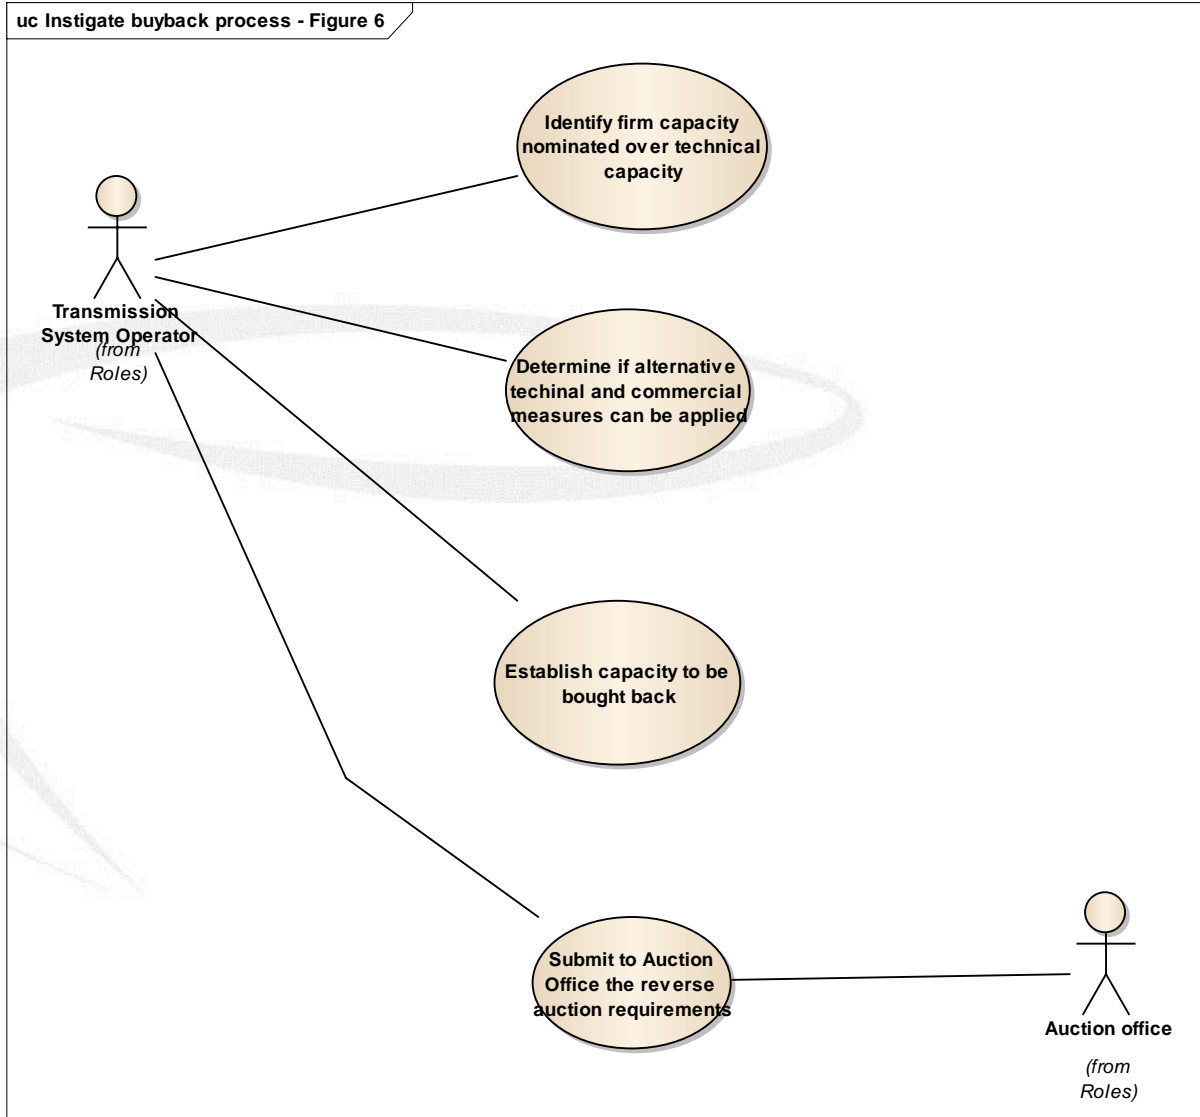 uc Instigate buyback process - Figure 6
Identify firm capacity
nominated over technical
capacity
Transmission
System Operator
(from
Roles)
Determine if alternative
techinal and commercial
measures can be applied
Establish capacity to be
bought back
Submit to Auction
Office the reverse
auction requirements
Auction office
(from
Roles)